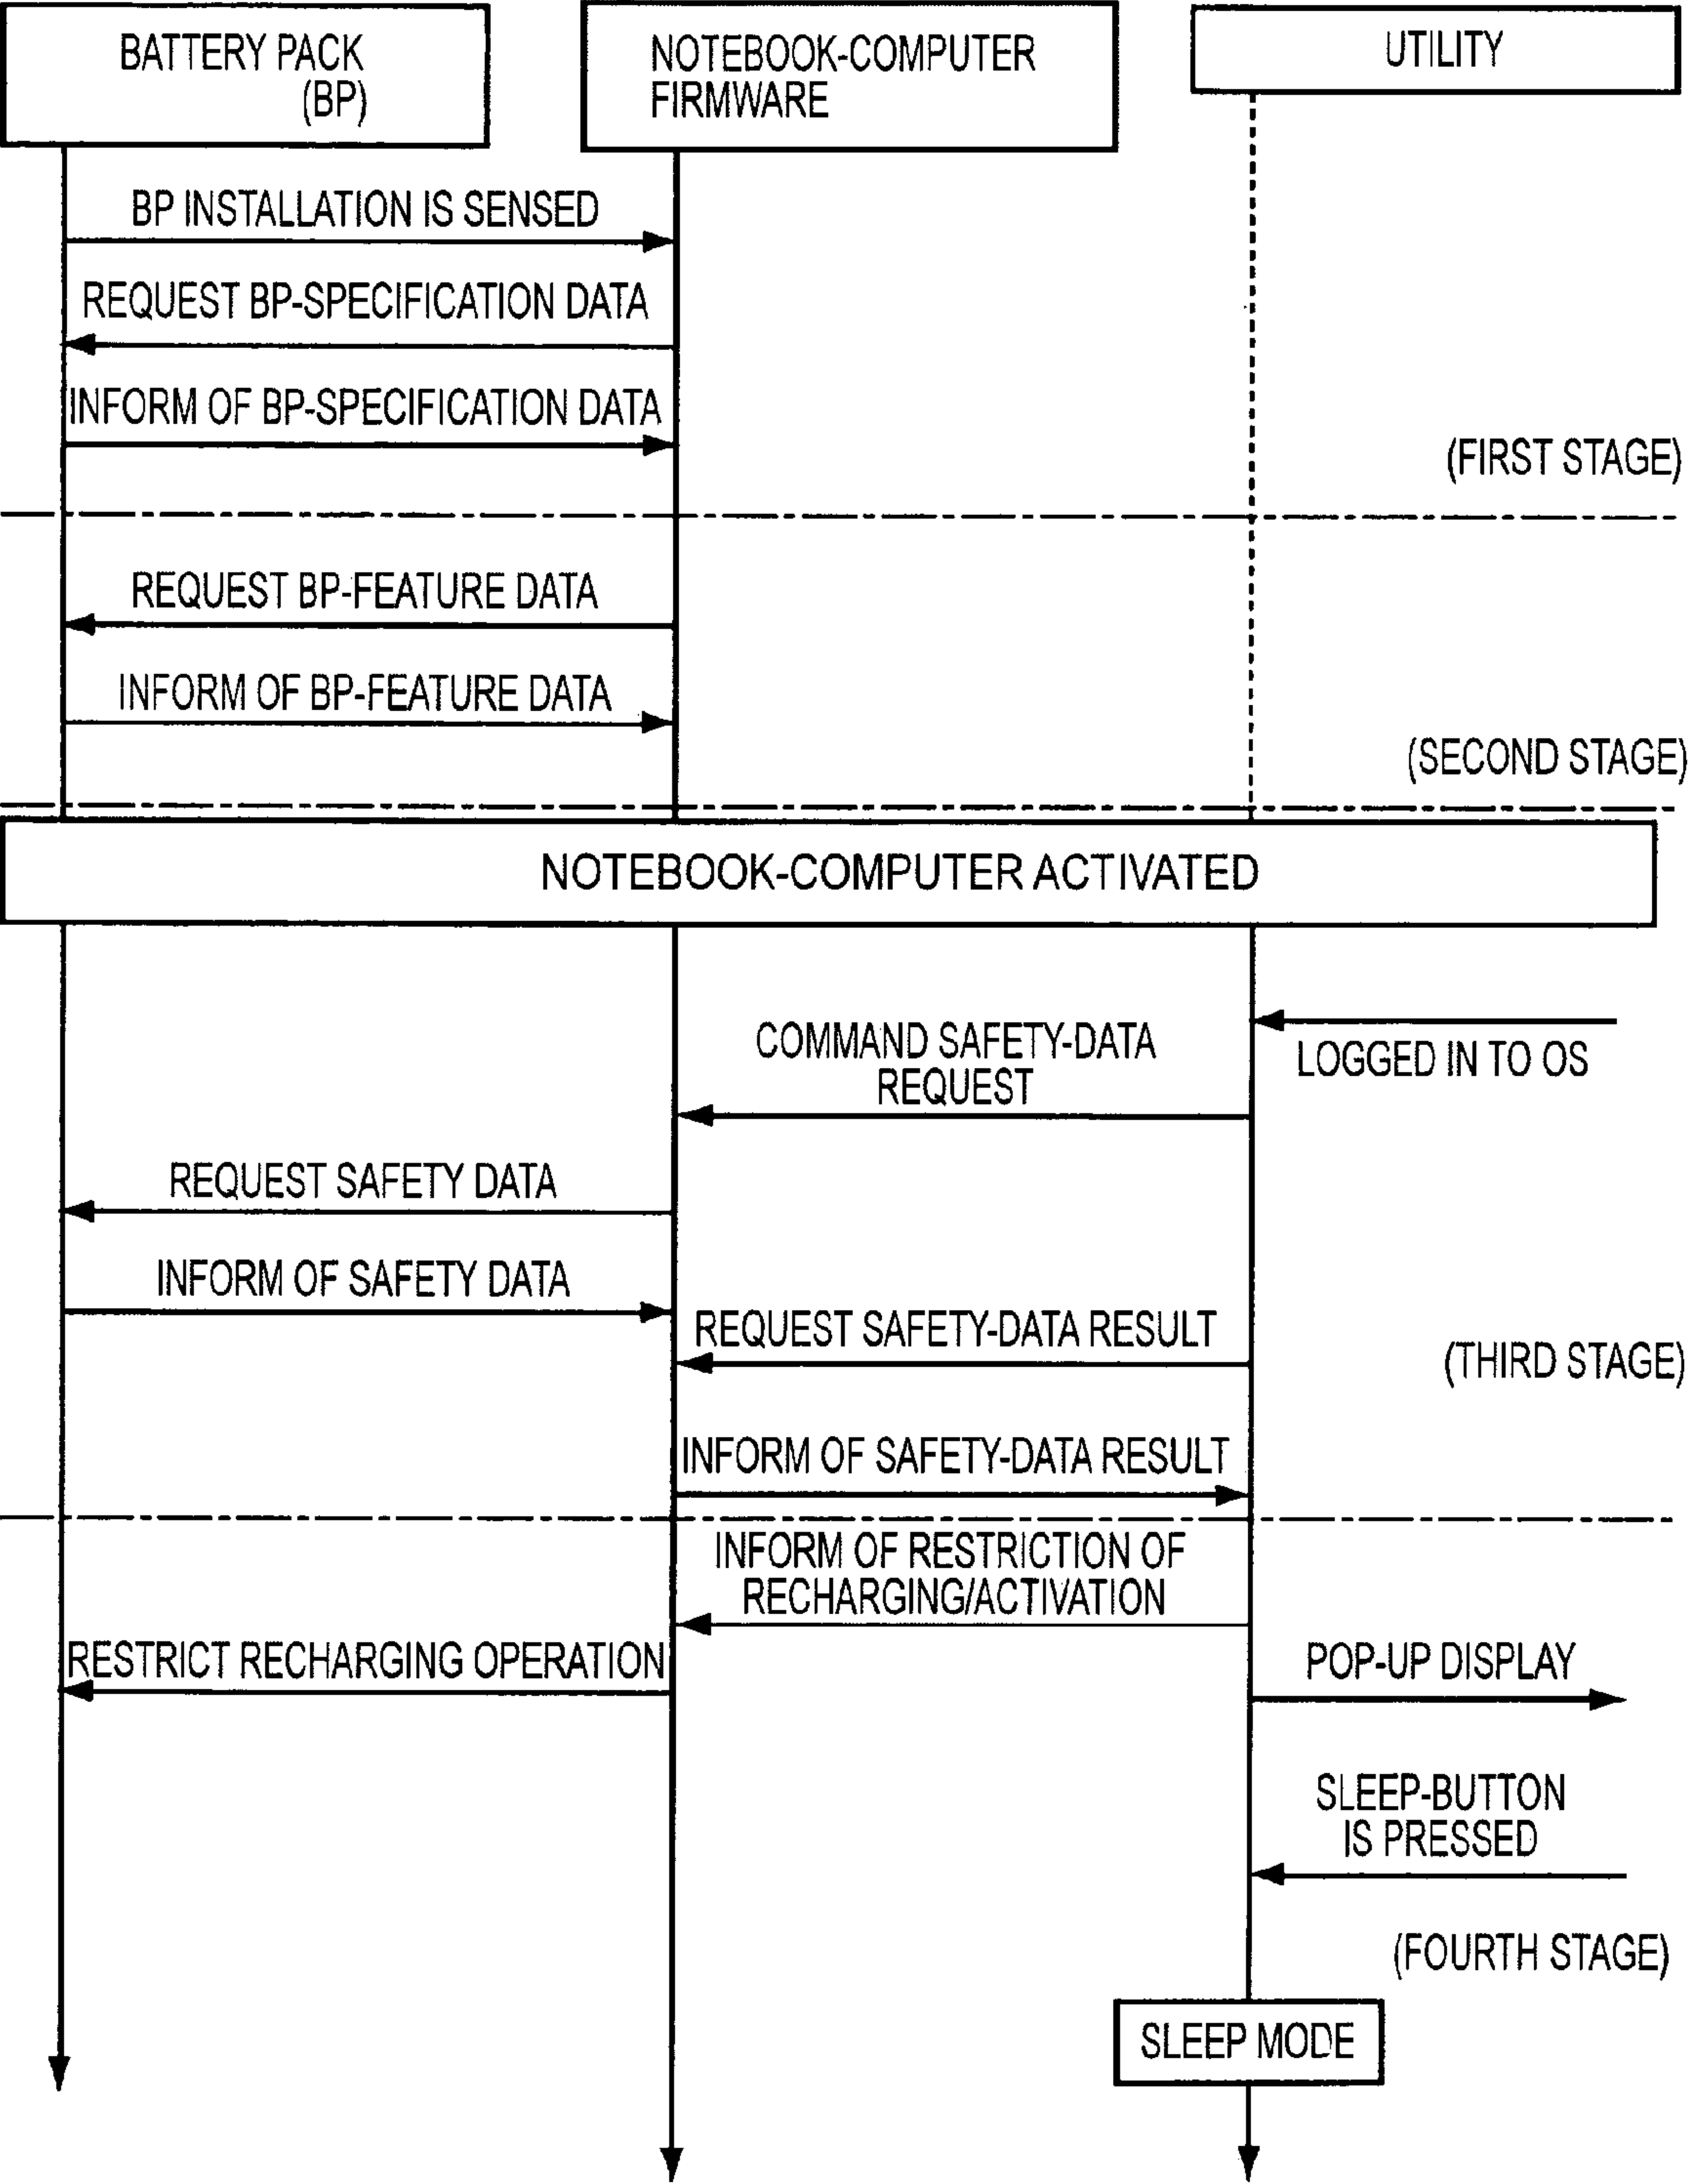 BATTERY PACK
(BP)
NOTEBOOK-COMPUTER
FIRMWARE
UTILITY
BP INSTALLATION IS SENSED
REQUEST BP-SPECIFICATION DATA
INFORM OF BP-SPECIFICATION DATA
(FIRST STAGE)
REQUEST BP-FEATURE DATA
INFORM OF BP-FEATURE DATA
(SECOND STAGE)
NOTEBOOK-COMPUTER ACTIVATED
LOGGED IN TO OS
COMMAND SAFETY-DATA
REQUEST
REQUEST SAFETY DATA
INFORM OF SAFETY DATA
REQUEST SAFETY-DATA RESULT
(THIRD STAGE)
INFORM OF SAFETY-DATA RESULT
INFORM OF RESTRICTION OF
RECHARGING/ACTIVATION
RESTRICT RECHARGING OPERATION
POP-UP DISPLAY
SLEEP-BUTTON
IS PRESSED
(FOURTH STAGE)
SLEEP MODE